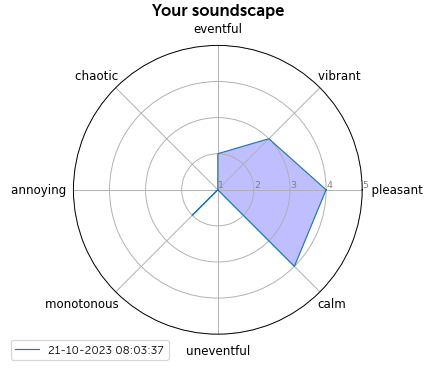 Your soundscape
eventful
chaotic
vibrant
annoying
1
2
3
4
5
pleasant
monotonous
calm
21-10-2023 08:03:37
uneventful